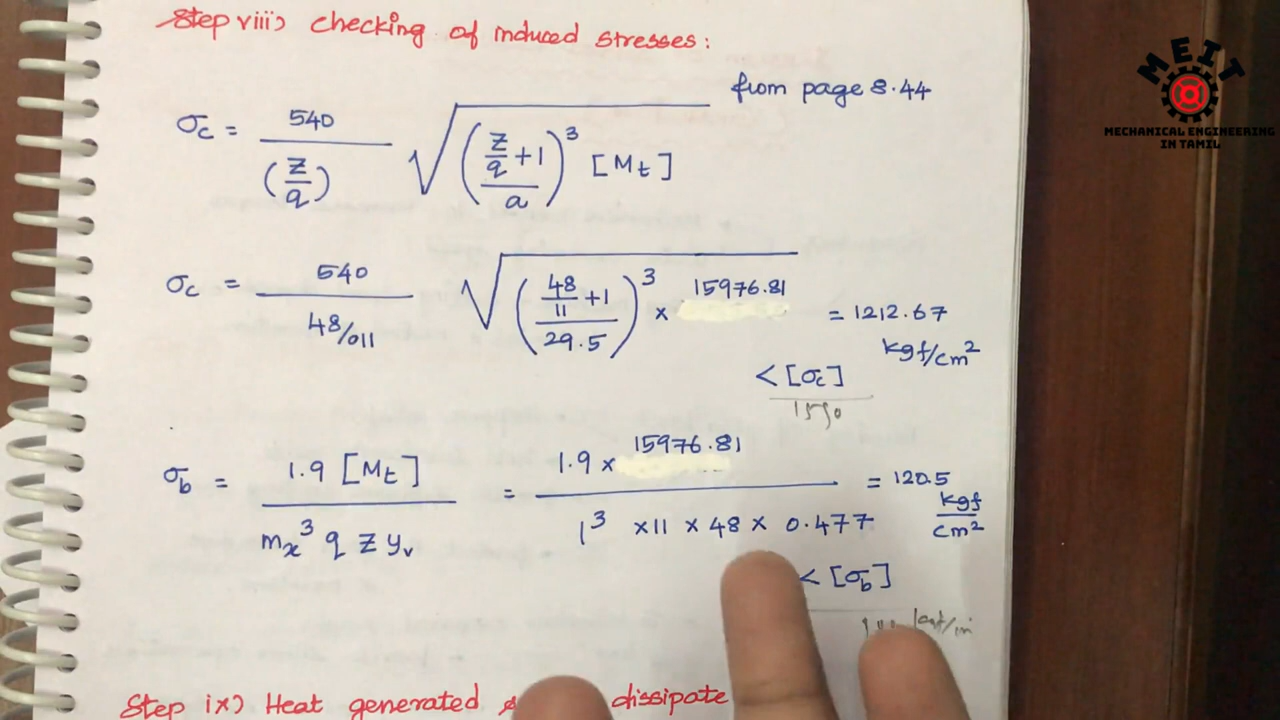 Step viii) Checking of induced stresses:
from page 8.44
σc = 540 / (z/q) √(((z/q + 1) / a)³ [Mt])
σc = 540 / 48/011 √(((48/11 + 1) / 29.5)³ × 15976.81) = 1212.67
kgf/cm²
< [σc]
1590
σb = 1.9 [Mt] / mx³ q z yv = 1.9 × 15976.81 / 1³ × 11 × 48 × 0.477 = 120.5 kgf/cm²
< [σb]
Step ix) Heat generated dissipate
MEIT
MECHANICAL ENGINEERING
IN TAMIL